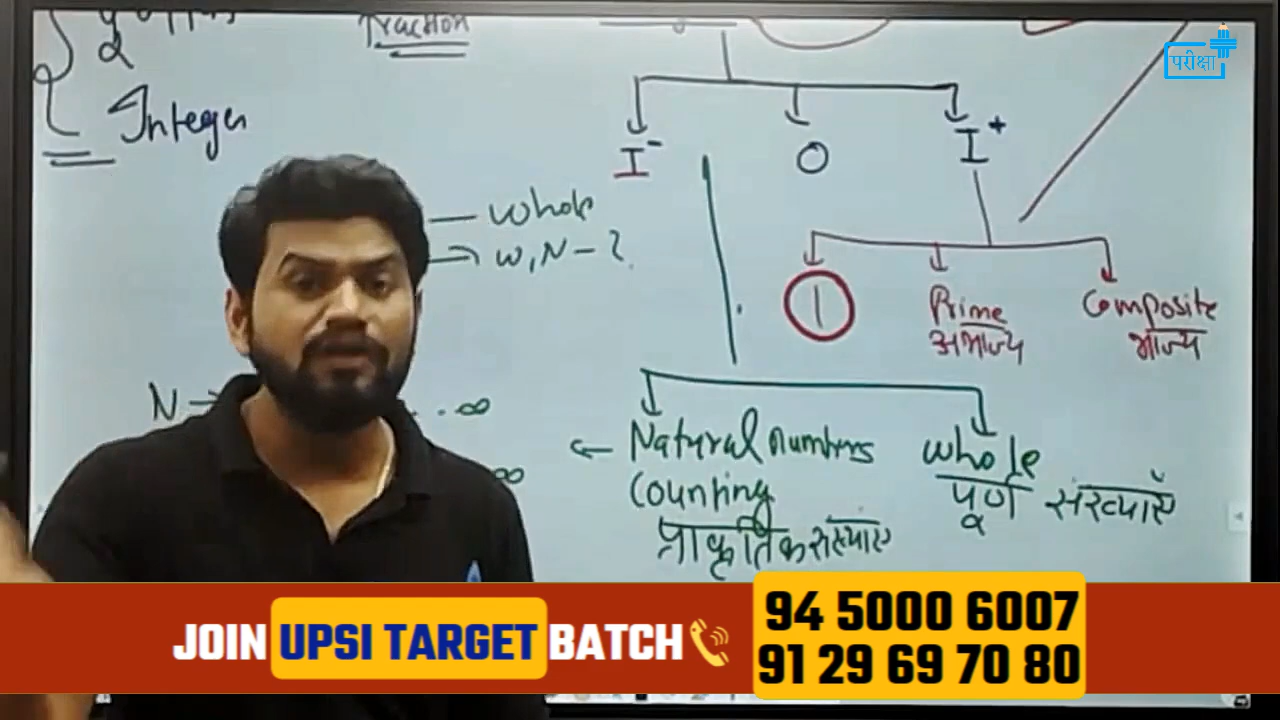 Fraction
परीक्षा
Integer
I⁻
0
I⁺
Whole
W, N - ?
1
Prime
अभाज्य
Composite
भाज्य
N →
... ∞
∞
← Natural numbers
Counting
प्राकृतिक संख्याएं
Whole
पूर्ण संख्याएँ
JOIN UPSI TARGET BATCH
94 5000 6007
91 29 69 70 80